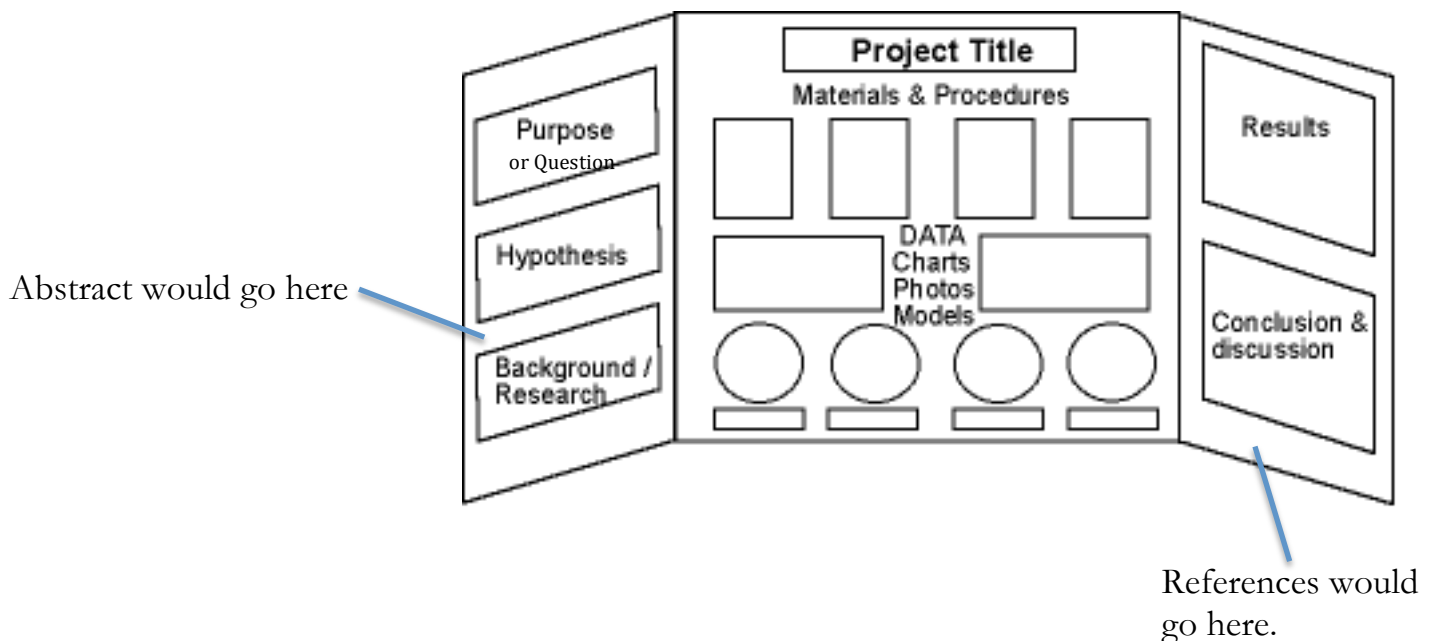 Project Title
Materials & Procedures
Purpose
or Question
Hypothesis
Background /
Research
Abstract would go here
DATA
Charts
Photos
Models
Results
Conclusion &
discussion
References would
go here.